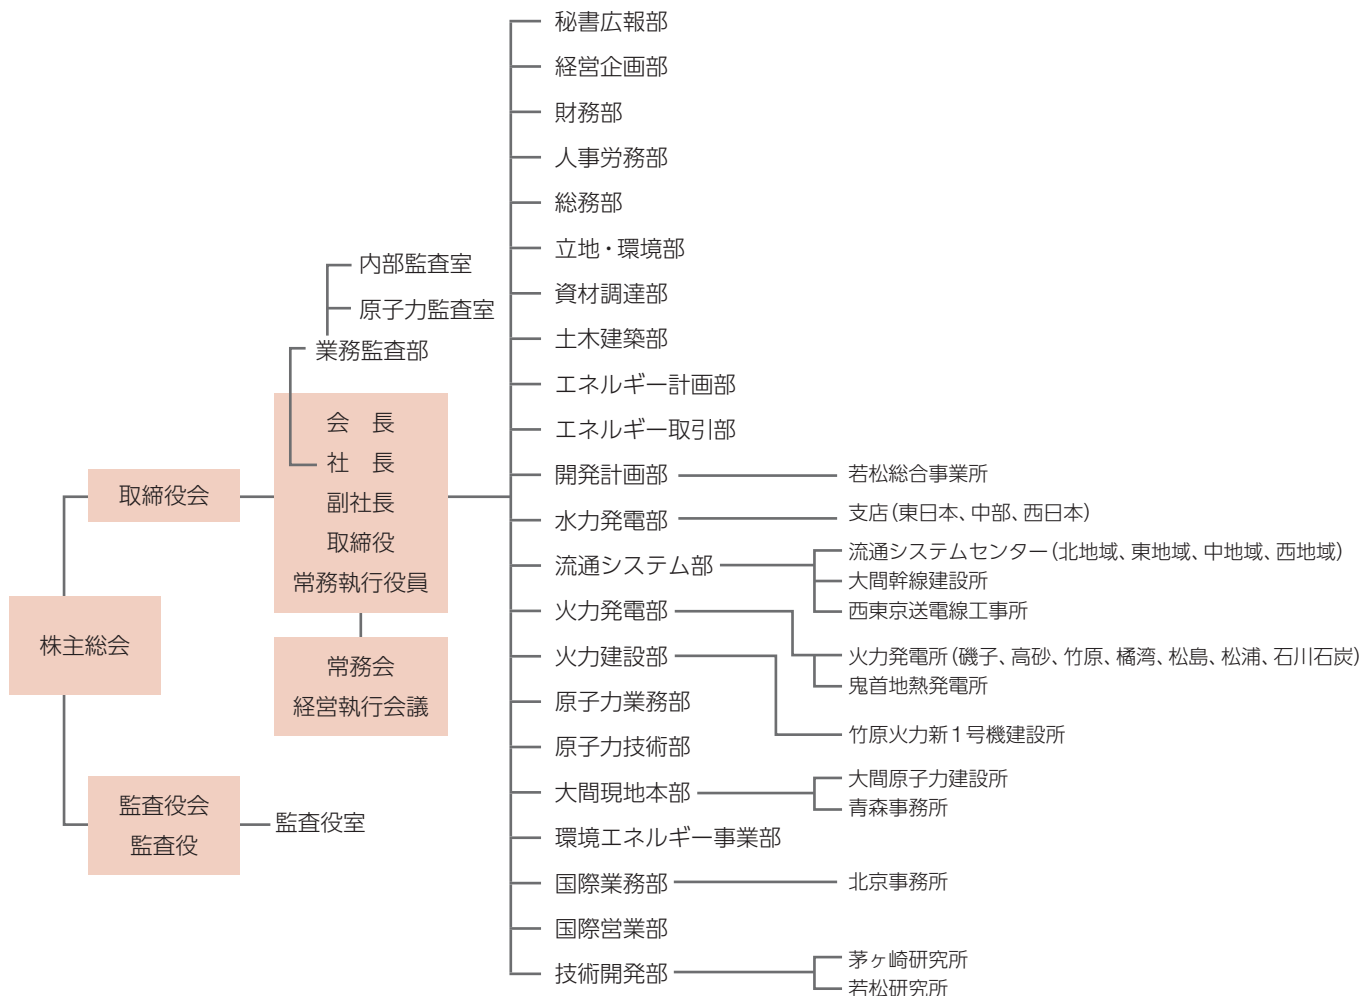 株主総会
取締役会
監査役会
監査役
監査役室
内部監査室
原子力監査室
業務監査部
会　長
社　長
副社長
取締役
常務執行役員
常務会
経営執行会議
秘書広報部
経営企画部
財務部
人事労務部
総務部
立地・環境部
資材調達部
土木建築部
エネルギー計画部
エネルギー取引部
開発計画部
若松総合事業所
水力発電部
支店(東日本、中部、西日本)
流通システム部
流通システムセンター(北地域、東地域、中地域、西地域)
大間幹線建設所
西東京送電線工事所
火力発電部
火力発電所(磯子、高砂、竹原、橘湾、松島、松浦、石川石炭)
鬼首地熱発電所
火力建設部
竹原火力新1号機建設所
原子力業務部
原子力技術部
大間現地本部
大間原子力建設所
青森事務所
環境エネルギー事業部
国際業務部
北京事務所
国際営業部
技術開発部
茅ヶ崎研究所
若松研究所